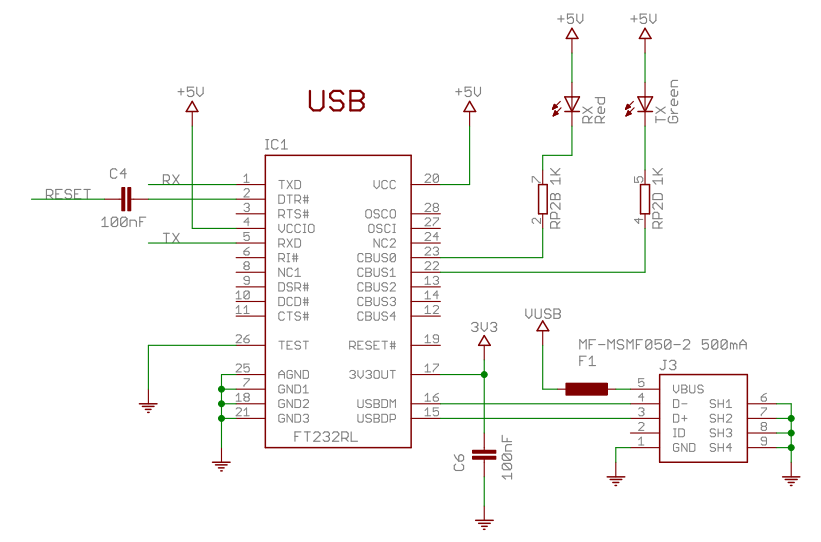 +5V
+5V
+5V
USB
+5V
RX
Red
TX
Green
IC1
C4
100nF
RESET
RX
TX
1
2
3
4
5
6
8
9
10
11
26
25
7
18
21
TXD
DTR#
RTS#
VCCIO
RXD
RI#
NC1
DSR#
DCD#
CTS#
TEST
AGND
GND1
GND2
GND3
VCC
OSCO
OSCI
NC2
CBUS0
CBUS1
CBUS2
CBUS3
CBUS4
RESET#
3V3OUT
USBDM
USBDP
FT232RL
20
28
27
24
23
22
13
14
12
19
17
16
15
7
2
RP2B 1K
5
4
RP2D 1K
3V3
C6
100nF
VUSB
MF-MSMF050-2 500mA
F1
J3
5
4
3
2
1
VBUS
D-
D+
ID
GND
SH1
SH2
SH3
SH4
6
7
8
9